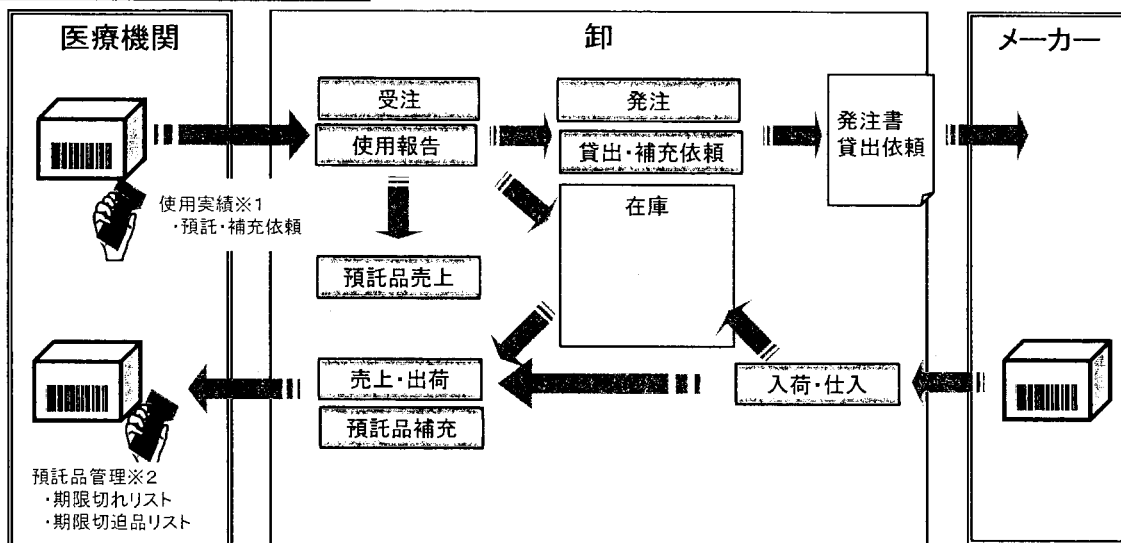 医療機関
卸
メーカー
受注
使用報告
発注
貸出・補充依頼
発注書
貸出依頼
使用実績※1
・預託・補充依頼
在庫
預託品売上
売上・出荷
預託品補充
入荷・仕入
預託品管理※2
・期限切れリスト
・期限切迫品リスト